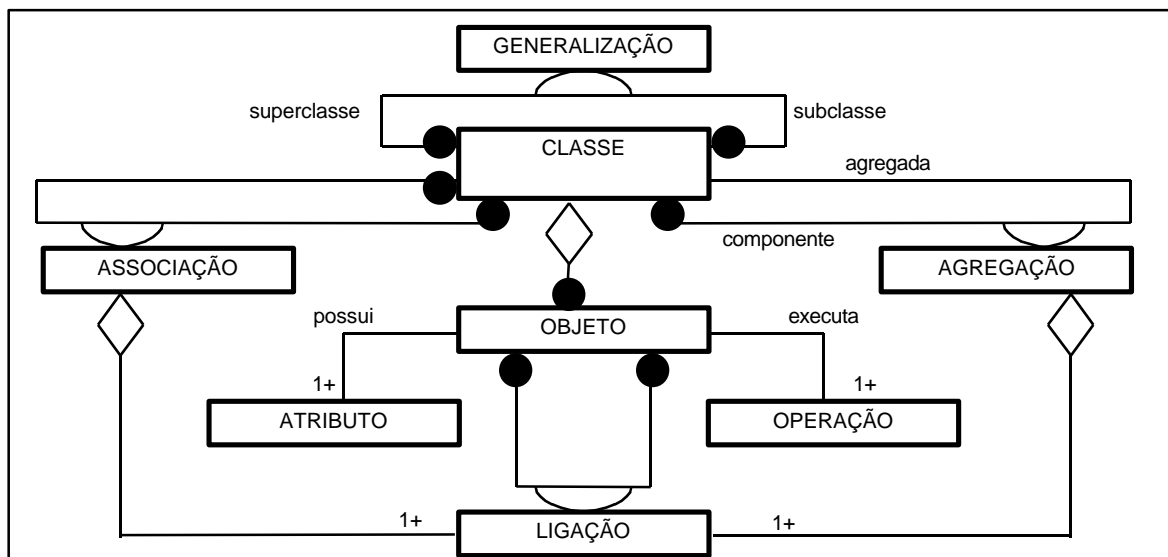 GENERALIZAÇÃO
superclasse
subclasse
CLASSE
agregada
componente
ASSOCIAÇÃO
AGREGAÇÃO
possui
OBJETO
executa
1+
1+
ATRIBUTO
OPERAÇÃO
1+
1+
LIGAÇÃO